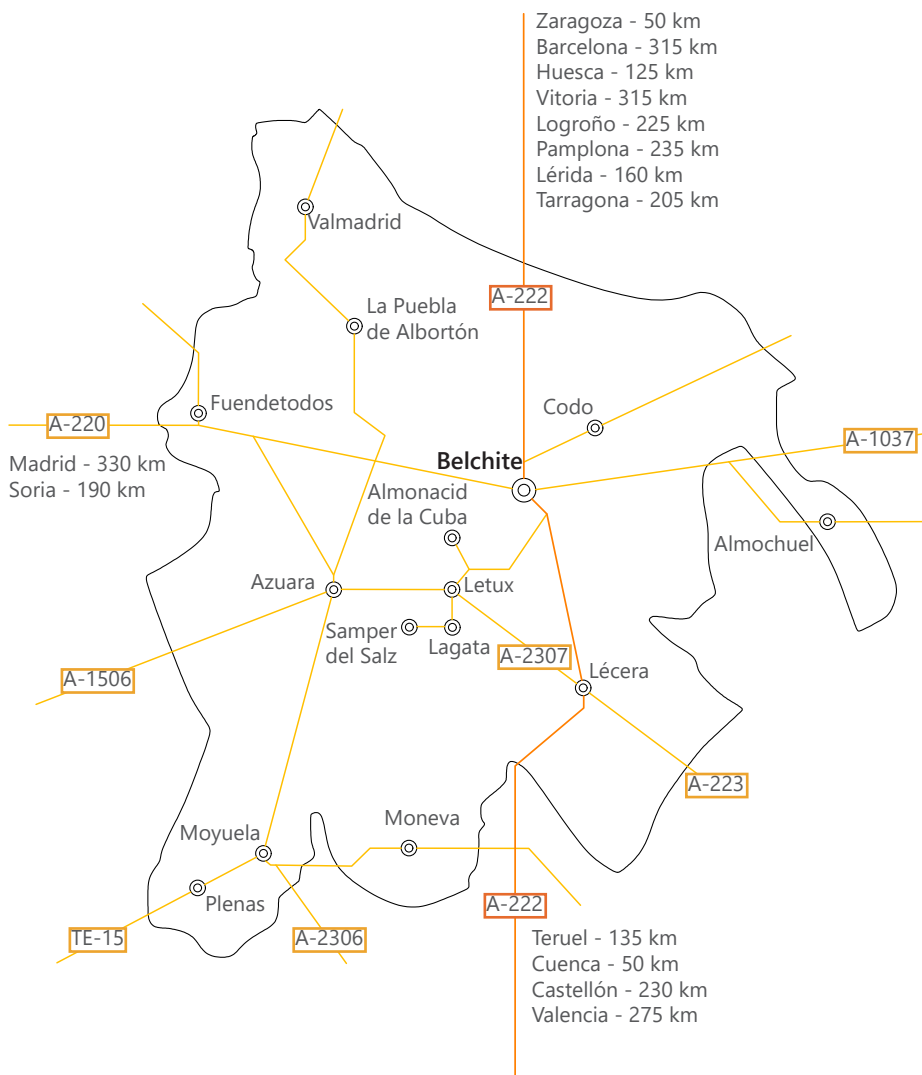 Zaragoza - 50 km
Barcelona - 315 km
Huesca - 125 km
Vitoria - 315 km
Logroño - 225 km
Pamplona - 235 km
Lérida - 160 km
Tarragona - 205 km
Valmadrid
A-222
La Puebla
de Albortón
Fuendetodos
Codo
A-220
A-1037
Madrid - 330 km
Soria - 190 km
Belchite
Almonacid
de la Cuba
Almochuel
Azuara
Letux
Samper
del Salz
Lagata
A-2307
Lécera
A-1506
A-223
Moneva
Moyuela
Plenas
A-222
TE-15
A-2306
Teruel - 135 km
Cuenca - 50 km
Castellón - 230 km
Valencia - 275 km